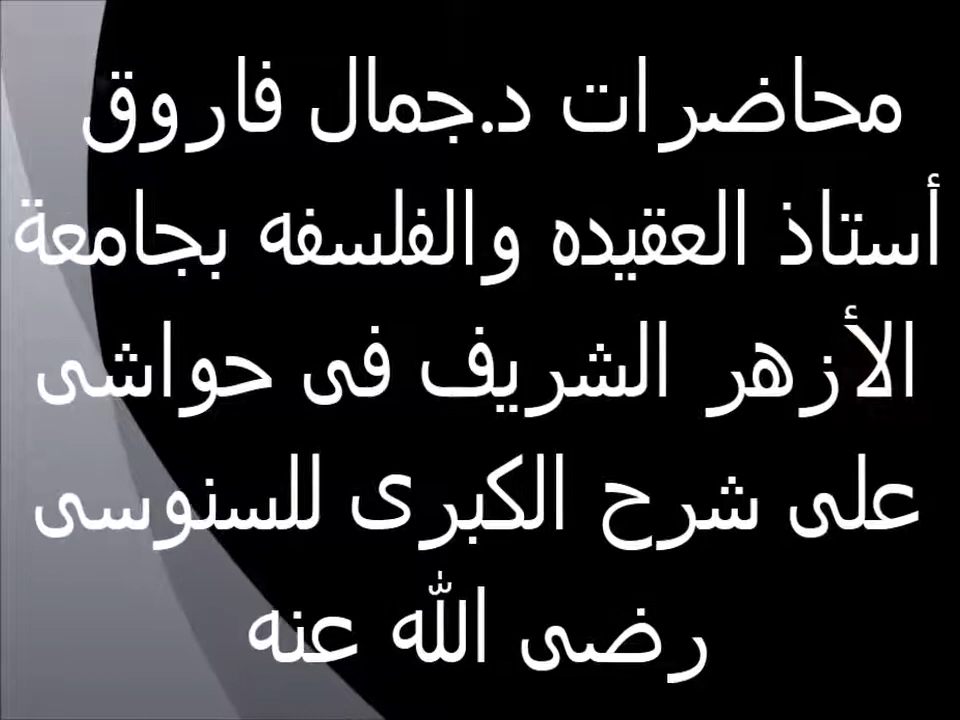 محاضرات د.جمال فاروق
أستاذ العقيده والفلسفه بجامعة
الأزهر الشريف فى حواشى
على شرح الكبرى للسنوسى
رضى الله عنه